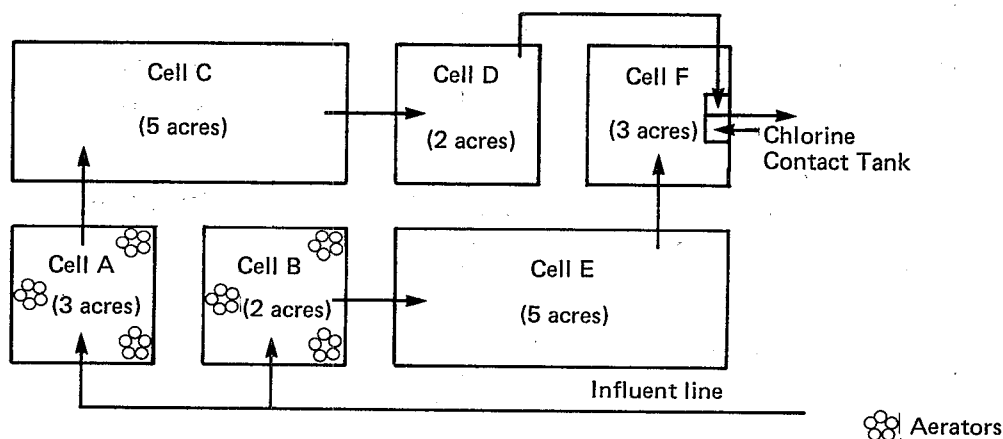 Cell C
(5 acres)
Cell D
(2 acres)
Cell F
(3 acres)
Chlorine
Contact Tank
Cell A
(3 acres)
Cell B
(2 acres)
Cell E
(5 acres)
Influent line
Aerators